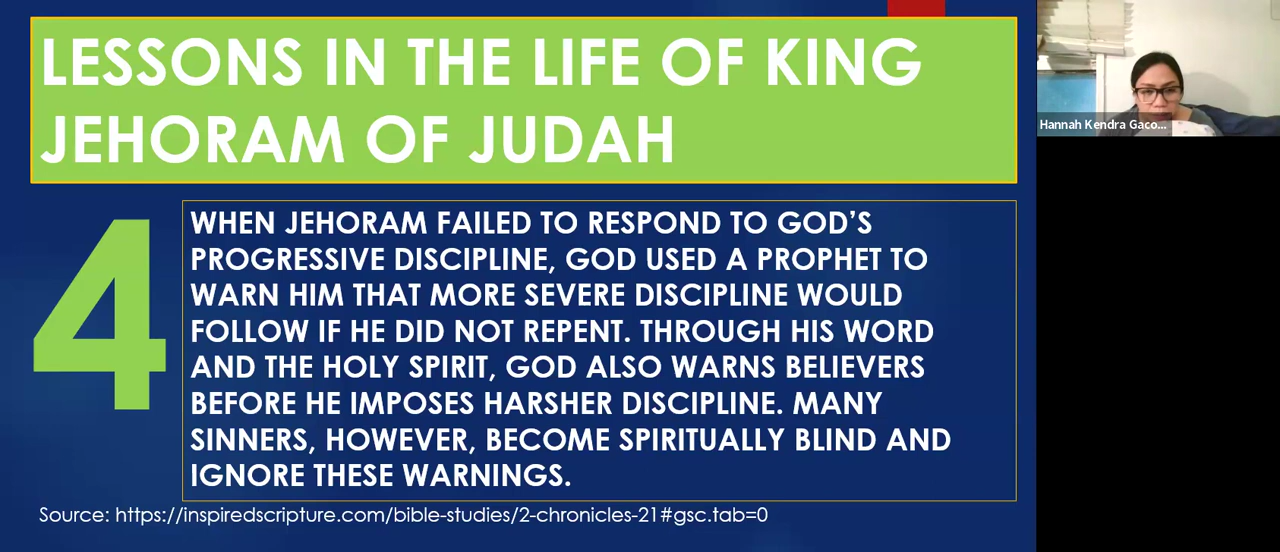 LESSONS IN THE LIFE OF KING
JEHORAM OF JUDAH
4
WHEN JEHORAM FAILED TO RESPOND TO GOD’S
PROGRESSIVE DISCIPLINE, GOD USED A PROPHET TO
WARN HIM THAT MORE SEVERE DISCIPLINE WOULD
FOLLOW IF HE DID NOT REPENT. THROUGH HIS WORD
AND THE HOLY SPIRIT, GOD ALSO WARNS BELIEVERS
BEFORE HE IMPOSES HARSHER DISCIPLINE. MANY
SINNERS, HOWEVER, BECOME SPIRITUALLY BLIND AND
IGNORE THESE WARNINGS.
Source: https://inspiredscripture.com/bible-studies/2-chronicles-21#gsc.tab=0
Hannah Kendra Gaco...